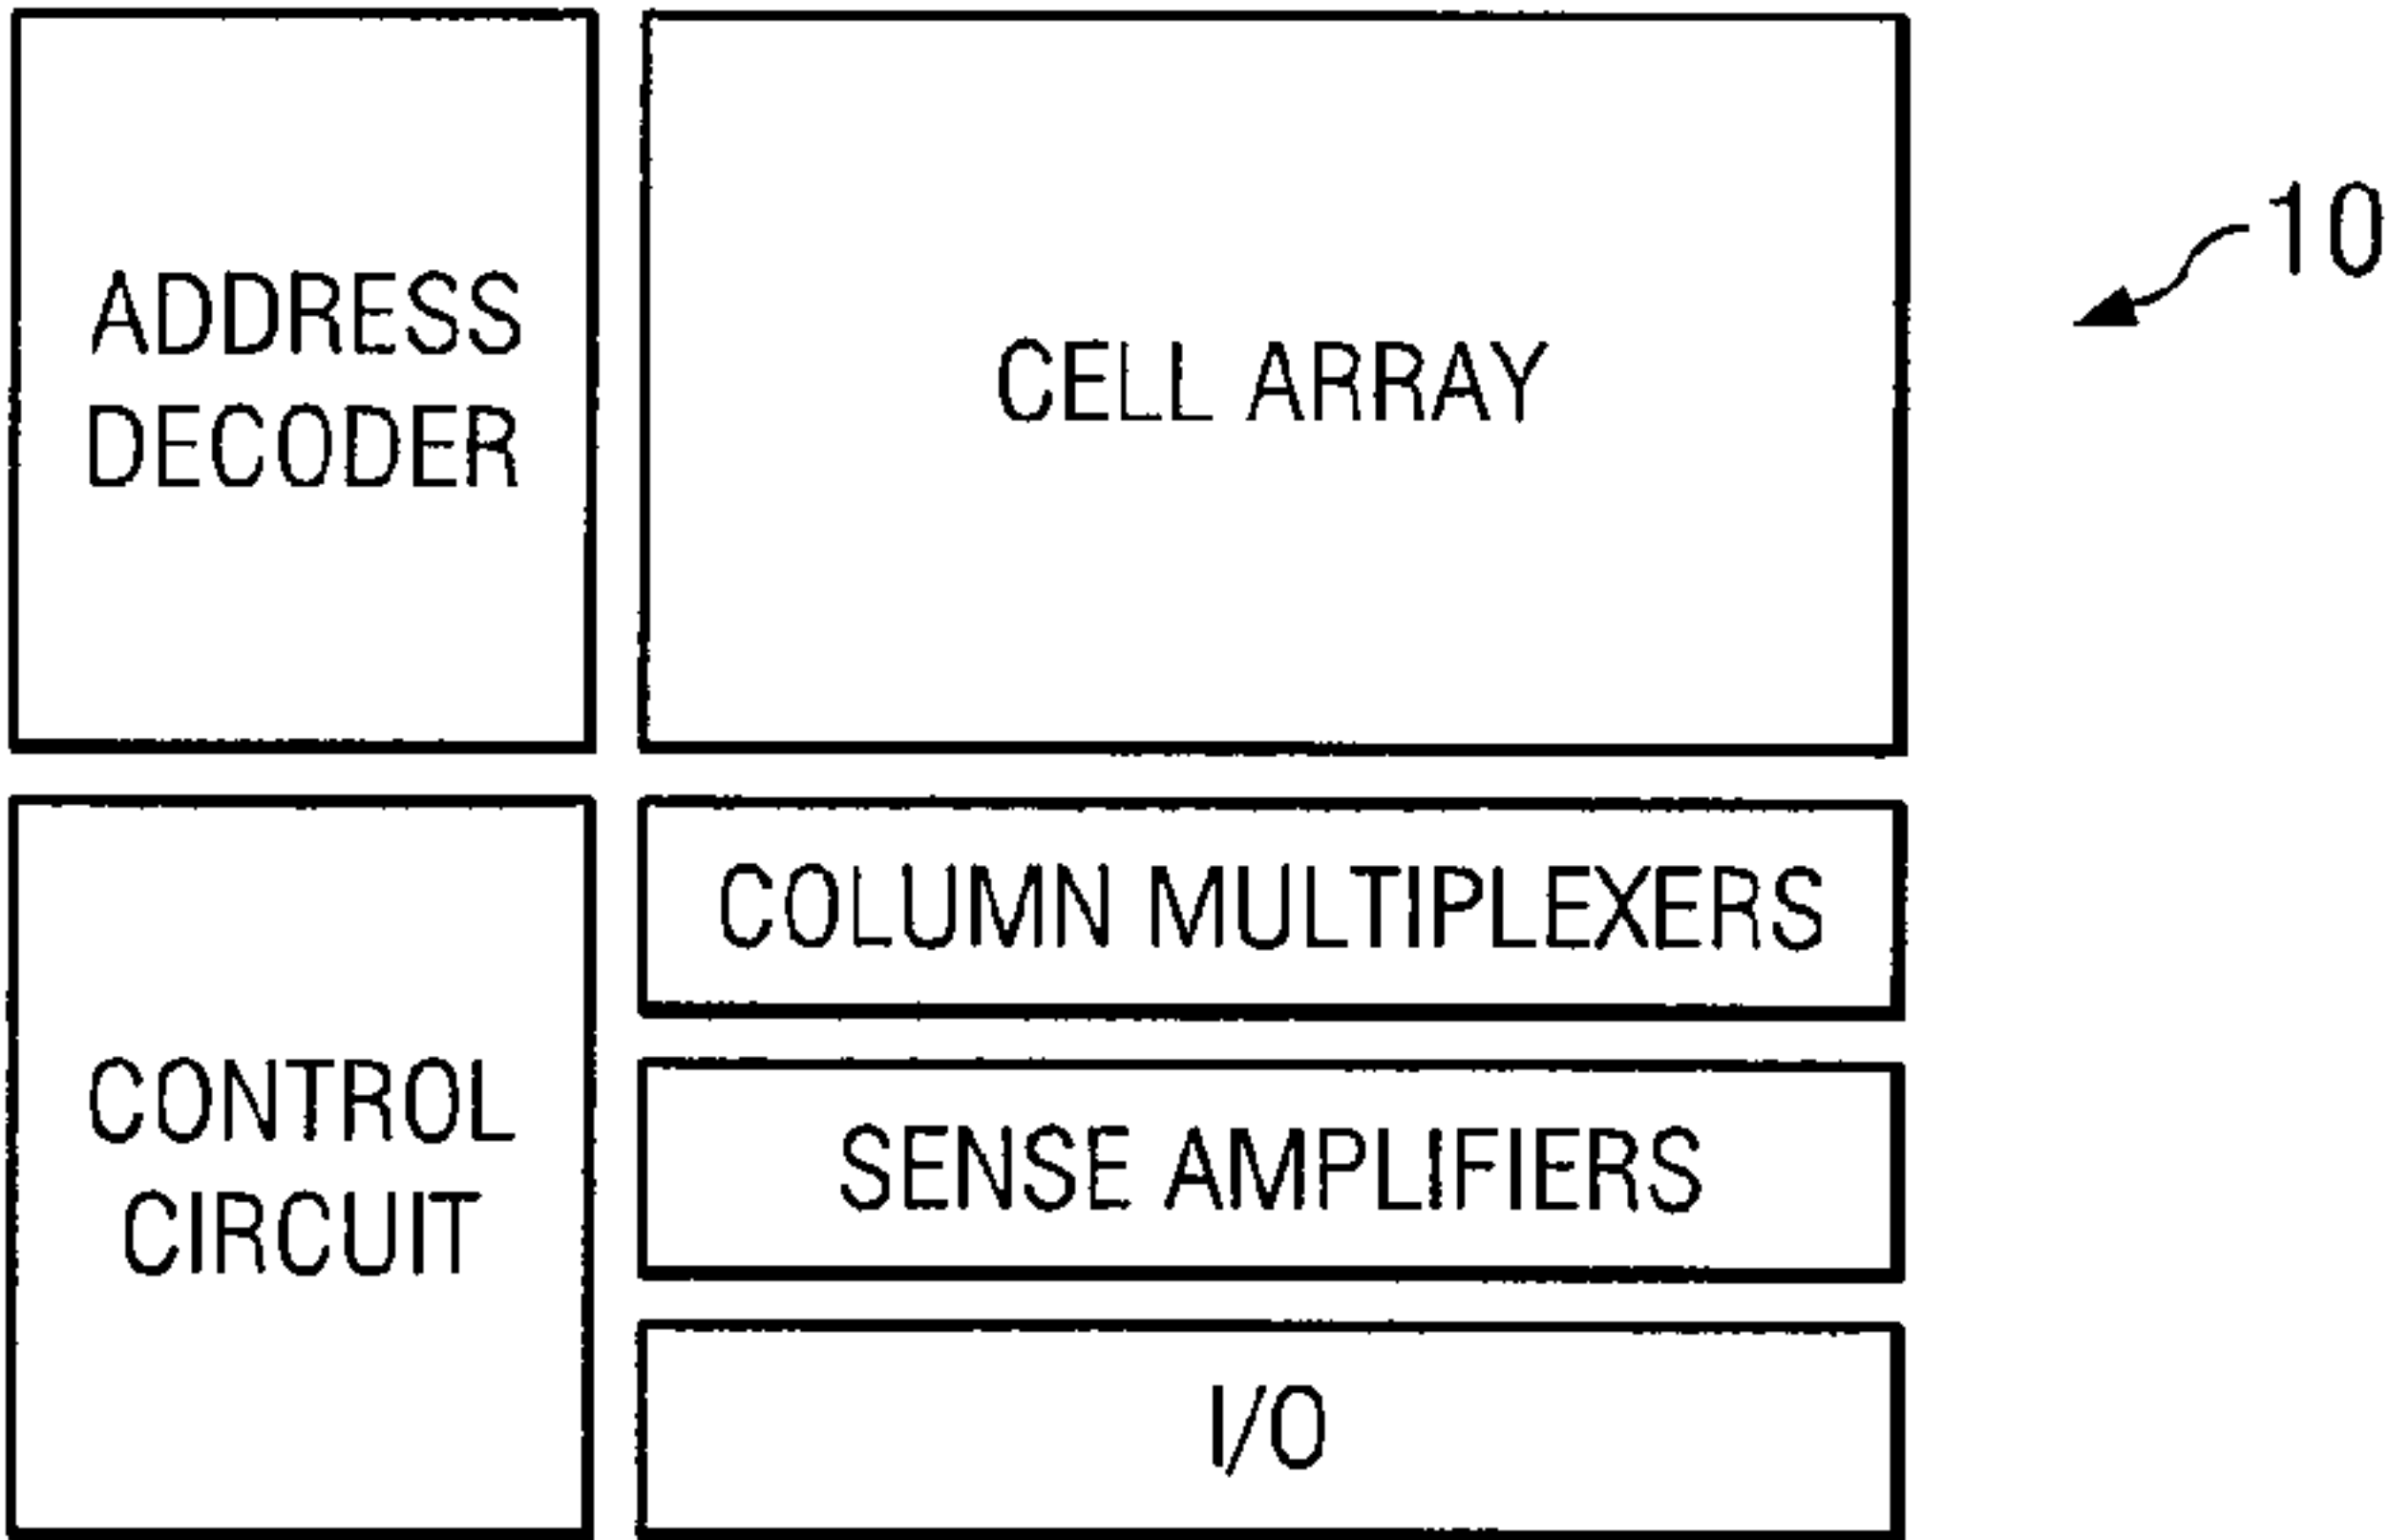 ADDRESS
DECODER
CELL ARRAY
10
CONTROL
CIRCUIT
COLUMN MULTIPLEXERS
SENSE AMPLIFIERS
I/O